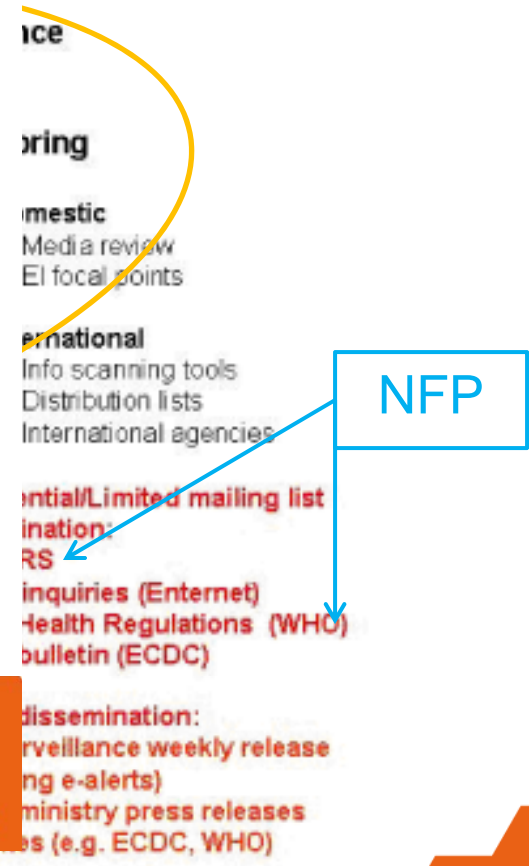 nce
oring
mestic
Media review
EI focal points
ernational
Info scanning tools
Distribution lists
International agencies
NFP
ential/Limited mailing list
ination:
RS
inquiries (Enternet)
Health Regulations (WHO)
bulletin (ECDC)
dissemination:
rveillance weekly release
ng e-alerts)
ministry press releases
es (e.g. ECDC, WHO)